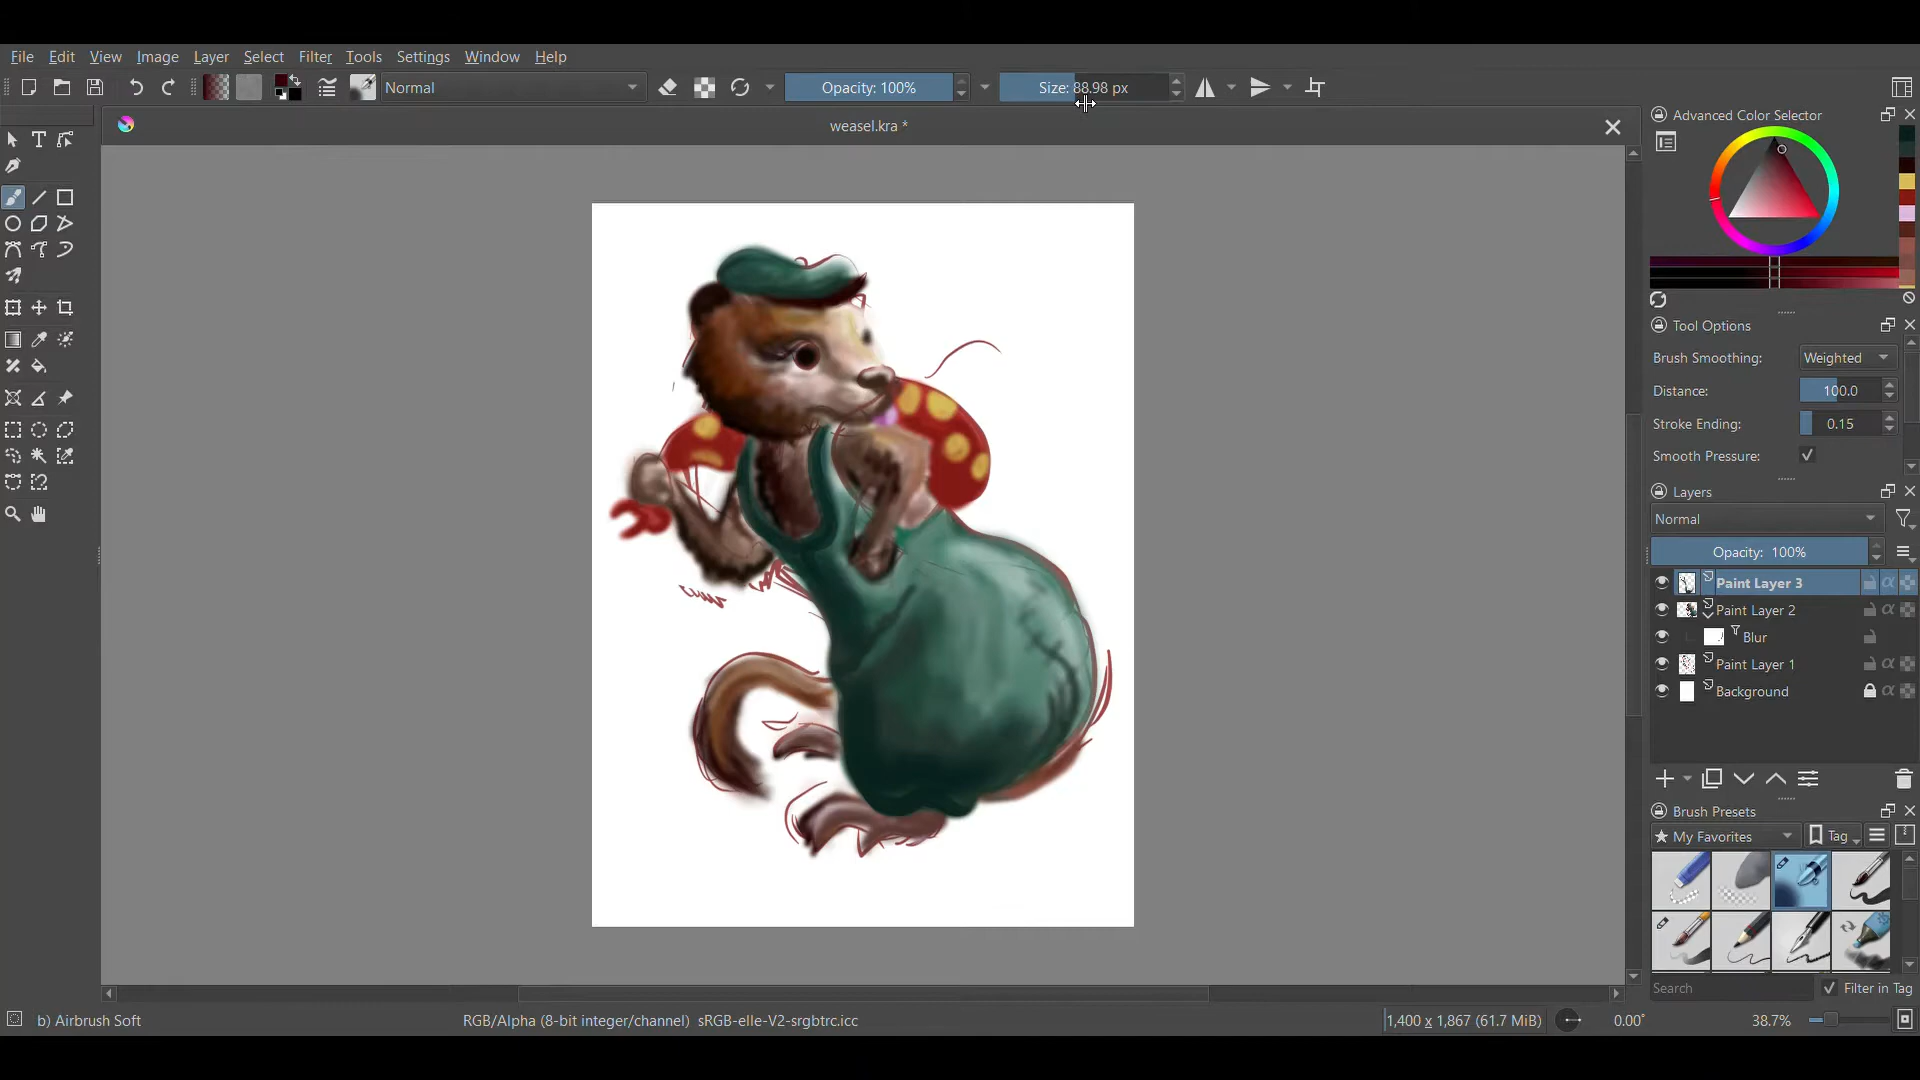 File Edit View Image Layer Select Filter Tools Settings Window Help
Normal
Opacity: 100%
Size: 88.98 px
weasel.kra *
Advanced Color Selector
Tool Options
Brush Smoothing: Weighted
Distance: 100.0
Stroke Ending: 0.15
Smooth Pressure:
Layers
Normal
Opacity: 100%
Paint Layer 3
Paint Layer 2
Blur
Paint Layer 1
Background
Brush Presets
My Favorites
Tag
Search
Filter in Tag
b) Airbrush Soft
RGB/Alpha (8-bit integer/channel) sRGB-elle-V2-srgbtrc.icc
1,400 x 1,867 (61.7 MiB)
0.00°
38.7%